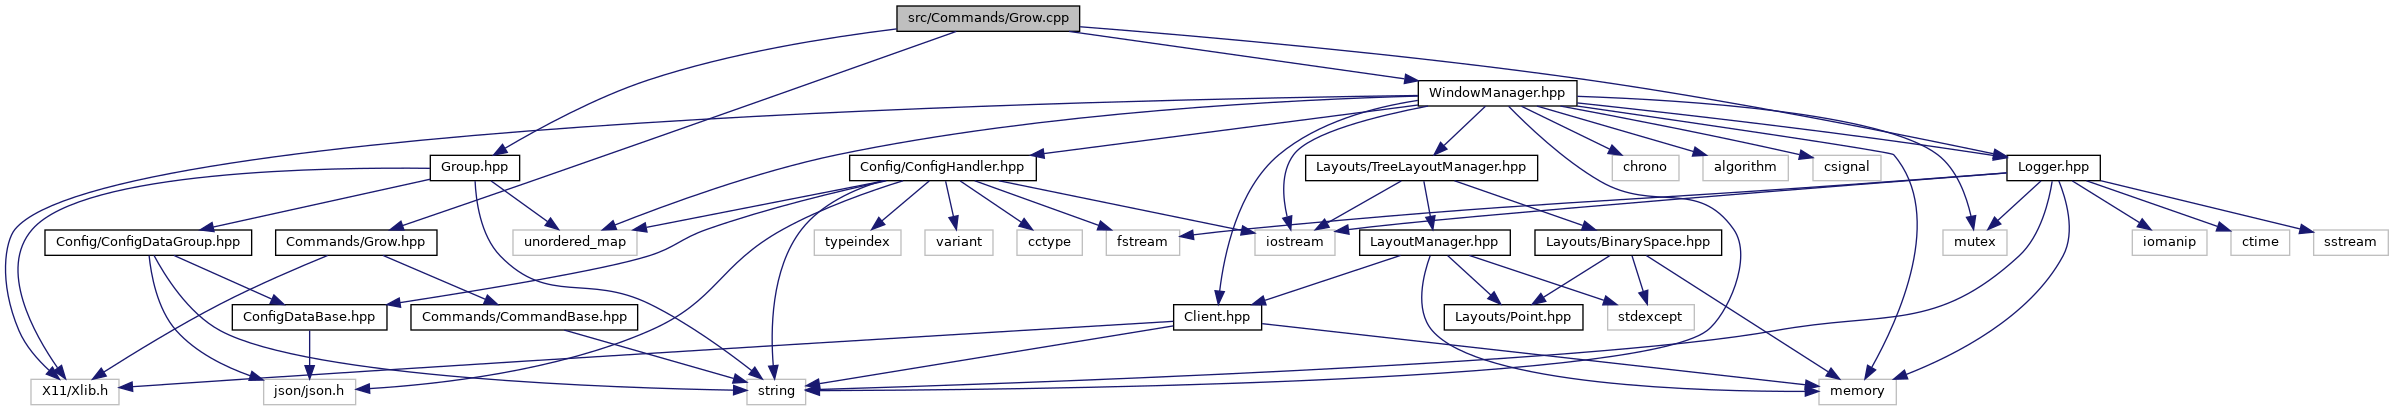 src/Commands/Grow.cpp
WindowManager.hpp
Group.hpp
Config/ConfigHandler.hpp
Layouts/TreeLayoutManager.hpp
chrono
algorithm
csignal
Logger.hpp
Config/ConfigDataGroup.hpp
Commands/Grow.hpp
unordered_map
typeindex
variant
cctype
fstream
iostream
LayoutManager.hpp
Layouts/BinarySpace.hpp
mutex
iomanip
ctime
sstream
ConfigDataBase.hpp
Commands/CommandBase.hpp
Client.hpp
Layouts/Point.hpp
stdexcept
X11/Xlib.h
json/json.h
string
memory